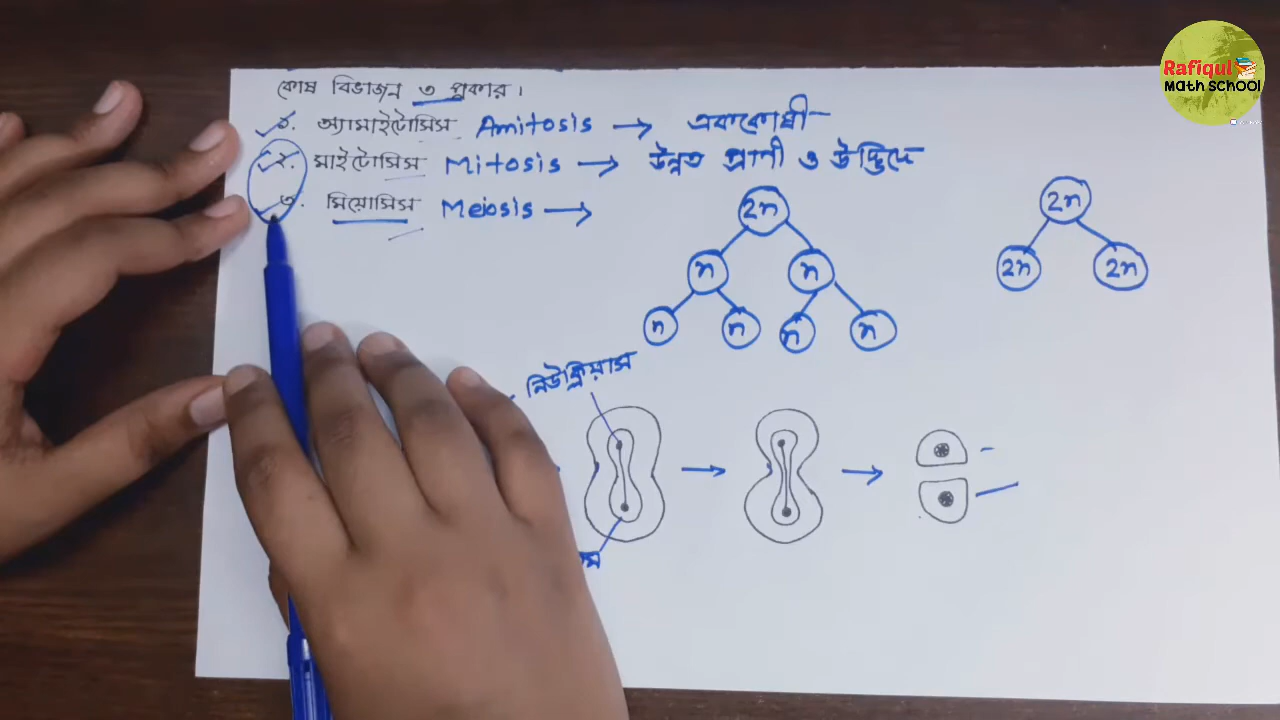 কোষ বিভাজন ৩ প্রকার।
১. অ্যামাইটোসিস Amitosis → এককোষী
২. মাইটোসিস Mitosis → উন্নত প্রাণী ও উদ্ভিদে
৩. মিয়োসিস Meiosis →
2n
n n
n n n n
2n
2n 2n
নিউক্লিয়াস
Rafiqul
Math School